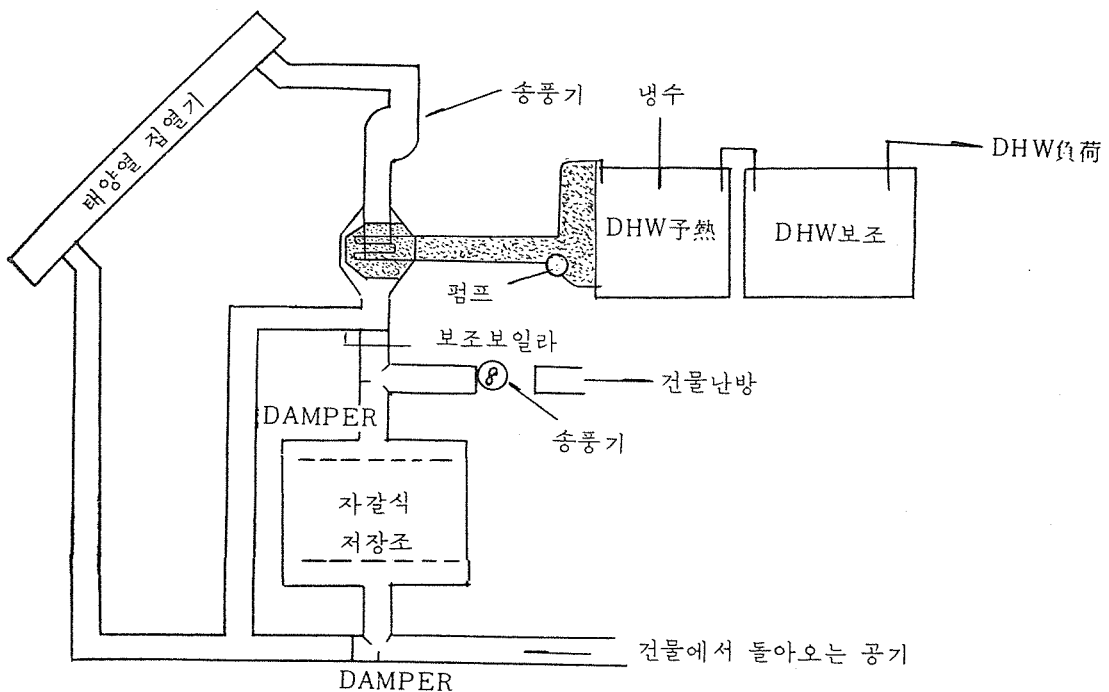 태양열 집열기
송풍기
냉수
DHW負荷
DHW予熱
DHW보조
펌프
보조보일라
건물난방
DAMPER
송풍기
자갈식
저장조
건물에서 돌아오는 공기
DAMPER